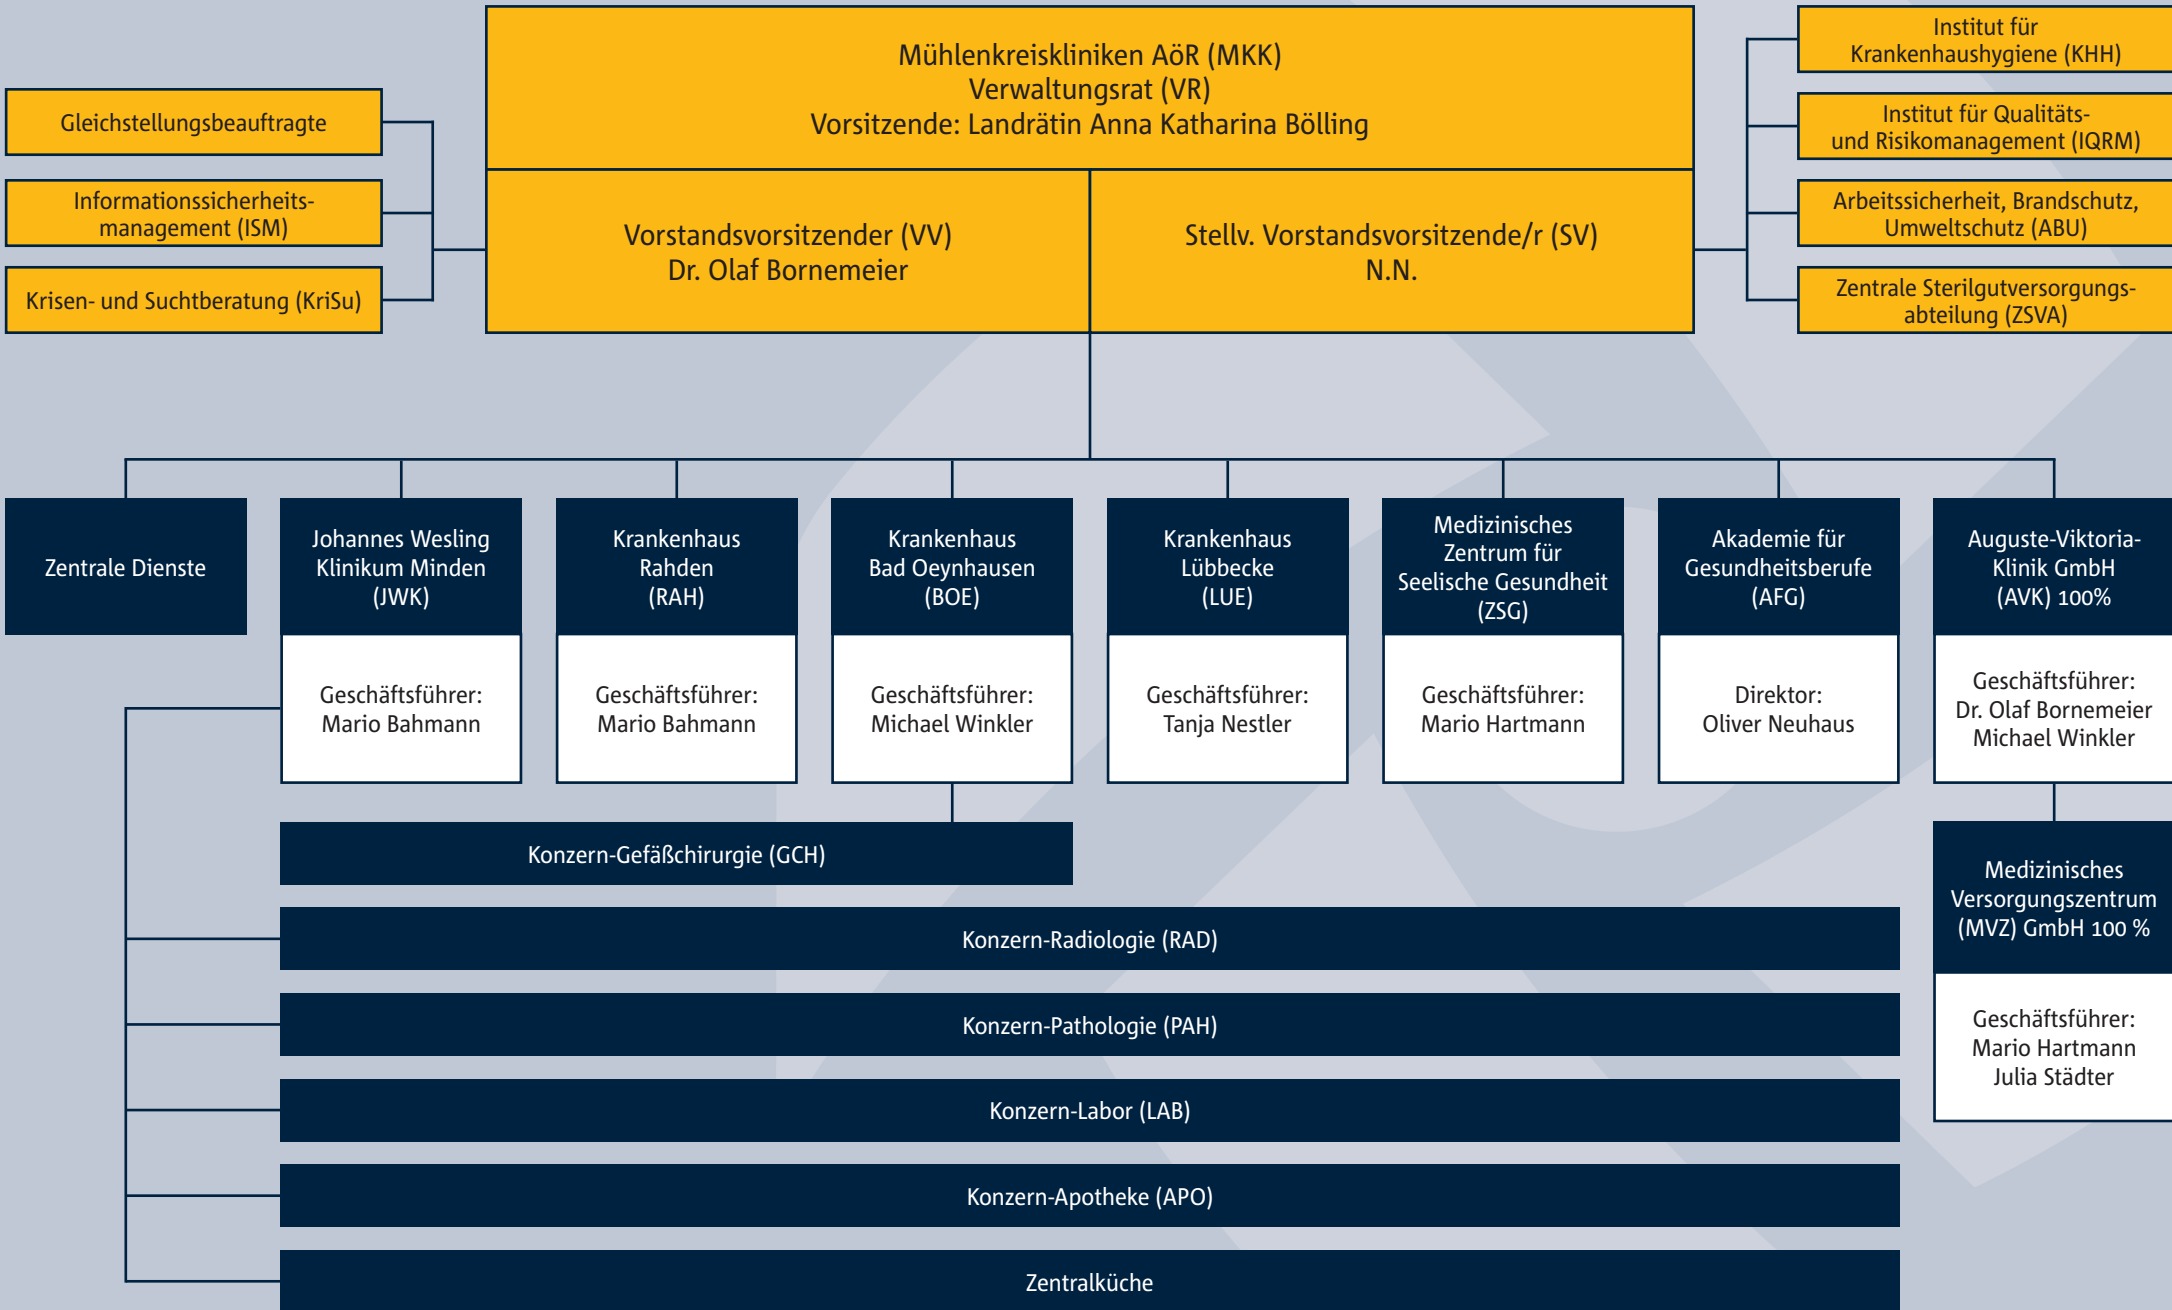 Mühlenkreiskliniken AöR (MKK)
Verwaltungsrat (VR)
Vorsitzende: Landrätin Anna Katharina Bölling
Vorstandsvorsitzender (VV)
Dr. Olaf Bornemeier
Stellv. Vorstandsvorsitzende/r (SV)
N.N.
Gleichstellungsbeauftragte
Informationssicherheits-
management (ISM)
Krisen- und Suchtberatung (KriSu)
Institut für
Krankenhaushygiene (KHH)
Institut für Qualitäts-
und Risikomanagement (IQRM)
Arbeitssicherheit, Brandschutz,
Umweltschutz (ABU)
Zentrale Sterilgutversorgungs-
abteilung (ZSVA)
Zentrale Dienste
Johannes Wesling
Klinikum Minden
(JWK)
Geschäftsführer:
Mario Bahmann
Krankenhaus
Rahden
(RAH)
Geschäftsführer:
Mario Bahmann
Krankenhaus
Bad Oeynhausen
(BOE)
Geschäftsführer:
Michael Winkler
Krankenhaus
Lübbecke
(LUE)
Geschäftsführer:
Tanja Nestler
Medizinisches
Zentrum für
Seelische Gesundheit
(ZSG)
Geschäftsführer:
Mario Hartmann
Akademie für
Gesundheitsberufe
(AFG)
Direktor:
Oliver Neuhaus
Auguste-Viktoria-
Klinik GmbH
(AVK) 100%
Geschäftsführer:
Dr. Olaf Bornemeier
Michael Winkler
Medizinisches
Versorgungszentrum
(MVZ) GmbH 100 %
Geschäftsführer:
Mario Hartmann
Julia Städter
Konzern-Gefäßchirurgie (GCH)
Konzern-Radiologie (RAD)
Konzern-Pathologie (PAH)
Konzern-Labor (LAB)
Konzern-Apotheke (APO)
Zentralküche